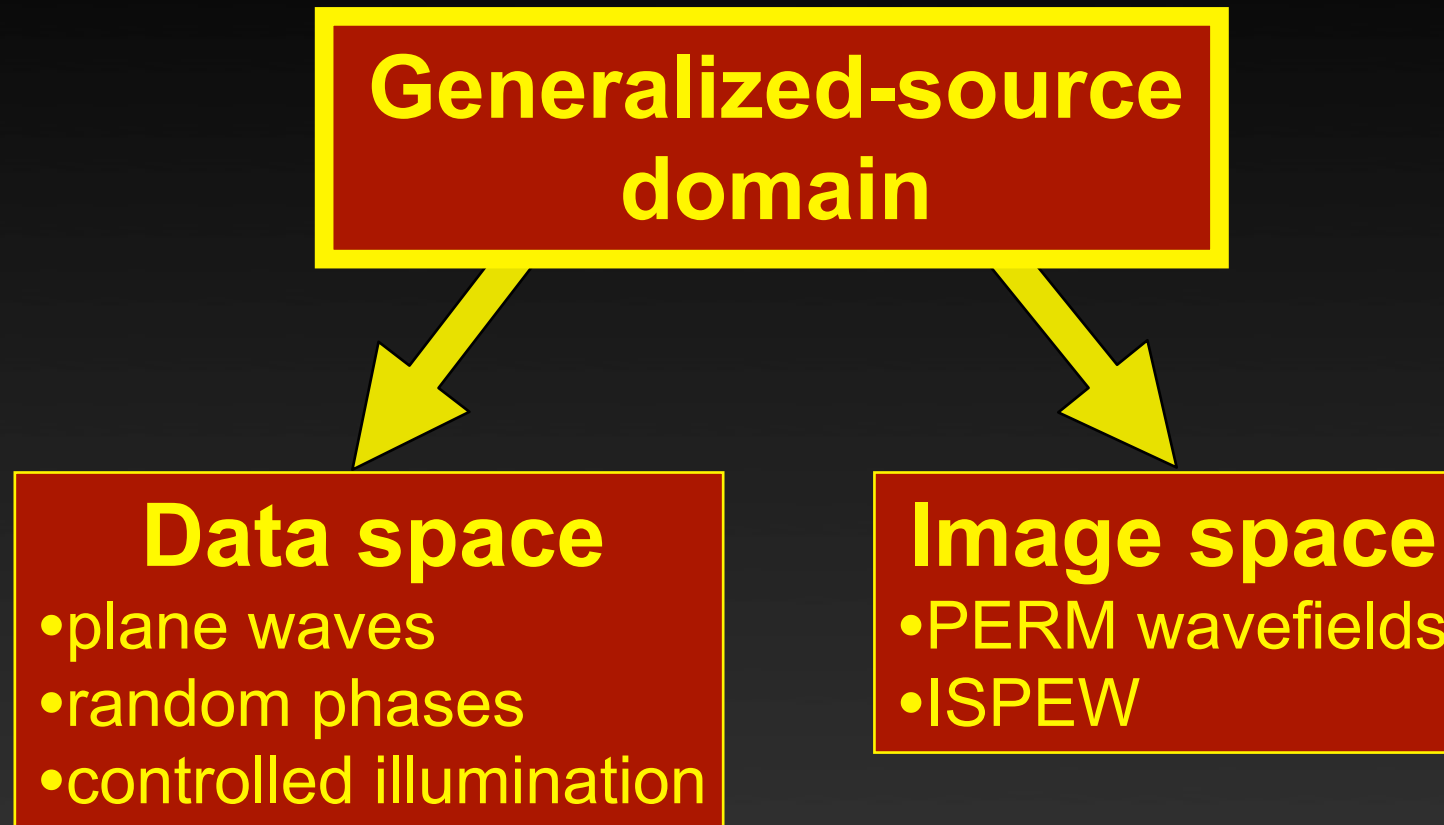 Generalized-source
domain
Data space
•plane waves
•random phases
•controlled illumination
Image space
•PERM wavefields
•ISPEW